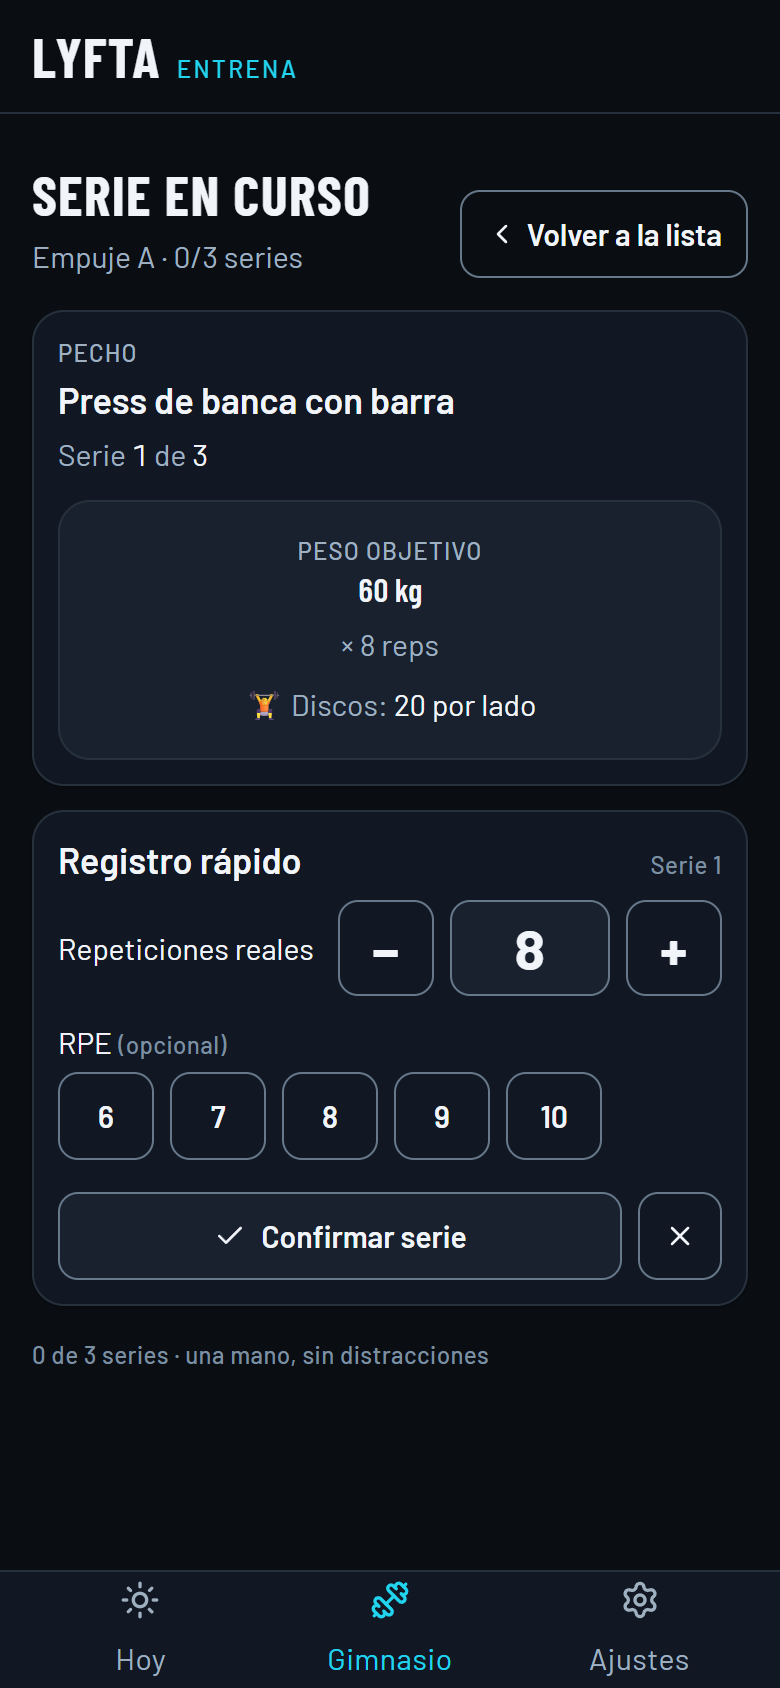 LYFTA ENTRENA
SERIE EN CURSO
Empuje A · 0/3 series
Volver a la lista
PECHO
Press de banca con barra
Serie 1 de 3
PESO OBJETIVO
60 kg
× 8 reps
Discos: 20 por lado
Registro rápido
Serie 1
Repeticiones reales
− 8 +
RPE (opcional)
6 7 8 9 10
Confirmar serie
0 de 3 series · una mano, sin distracciones
Hoy Gimnasio Ajustes